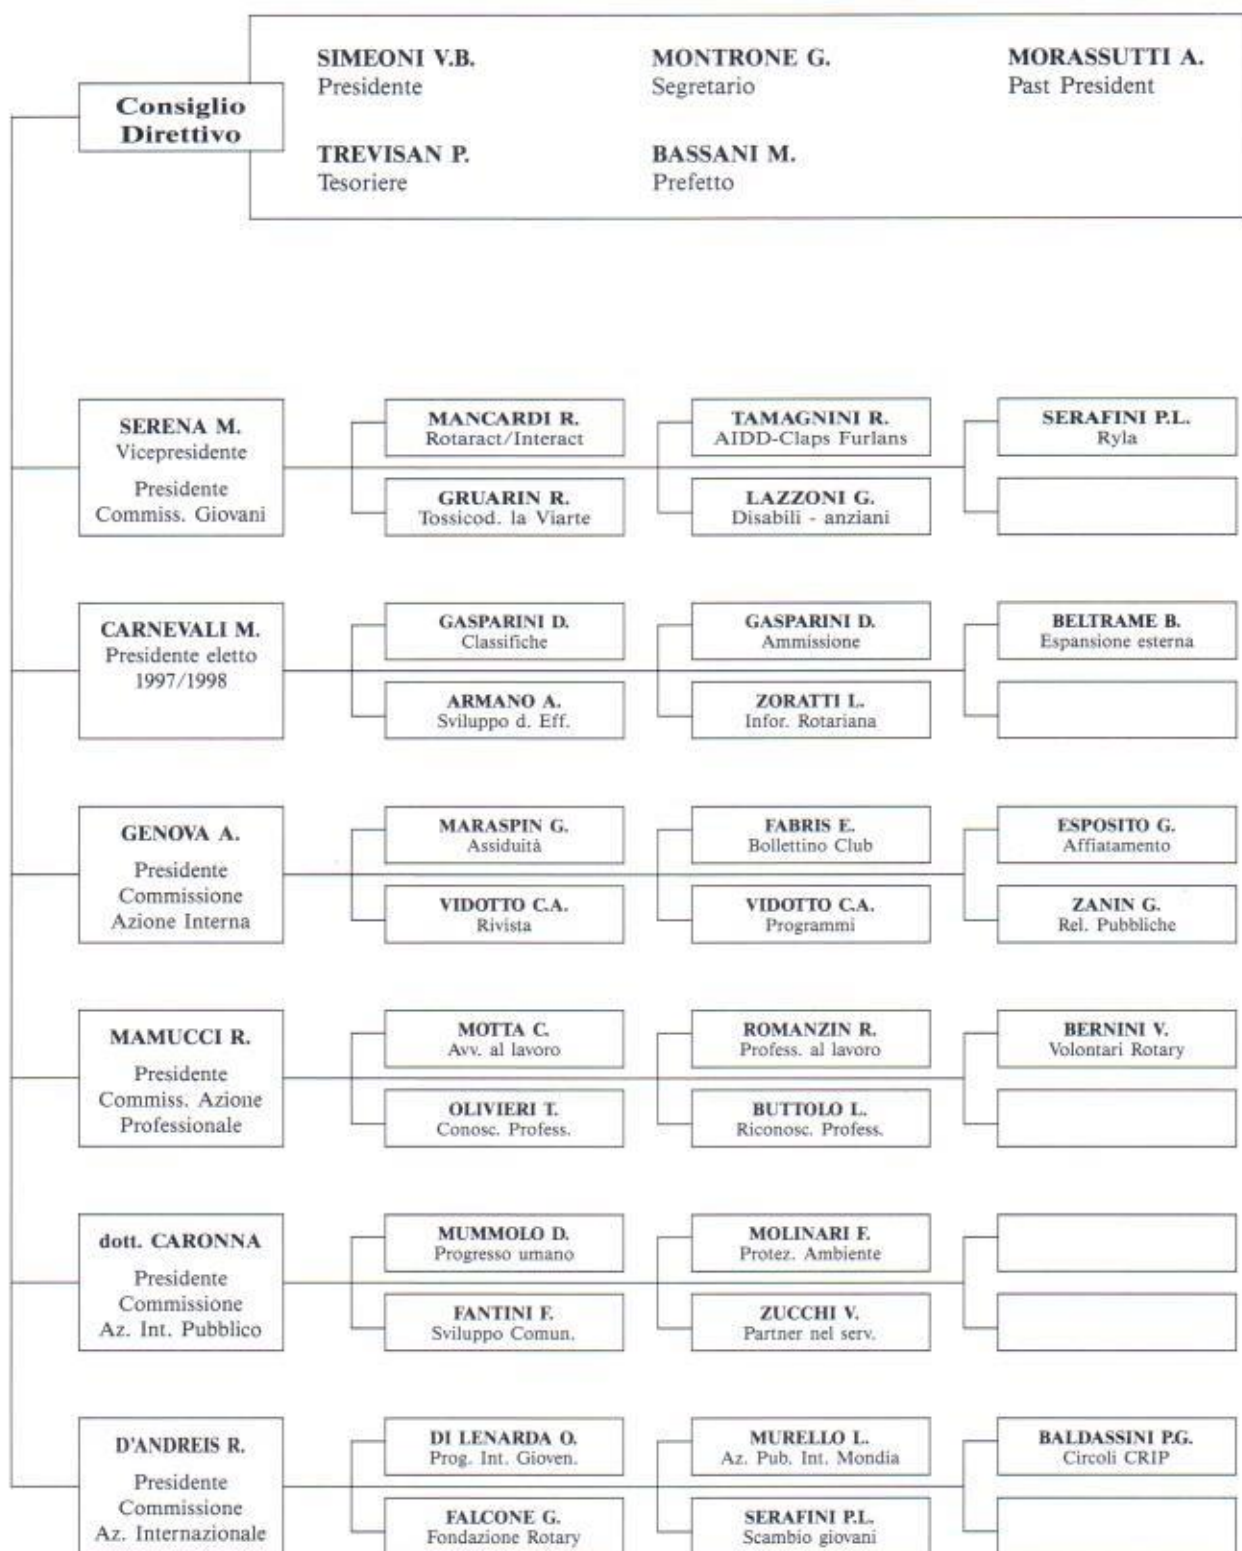 Consiglio
Direttivo
SIMEONI V.B.
Presidente
MONTRONE G.
Segretario
MORASSUTTI A.
Past President
TREVISAN P.
Tesoriere
BASSANI M.
Prefetto
SERENA M.
Vicepresidente
Presidente
Commiss. Giovani
MANCARDI R.
Rotaract/Interact
TAMAGNINI R.
AIDD-Claps Furlans
SERAFINI P.L.
Ryla
GRUARIN R.
Tossicod. la Viarte
LAZZONI G.
Disabili - anziani
CARNEVALI M.
Presidente eletto
1997/1998
GASPARINI D.
Classifiche
GASPARINI D.
Ammissione
BELTRAME B.
Espansione esterna
ARMANO A.
Sviluppo d. Eff.
ZORATTI L.
Infor. Rotariana
GENOVA A.
Presidente
Commissione
Azione Interna
MARASPIN G.
Assiduità
FABRIS E.
Bollettino Club
ESPOSITO G.
Affiatamento
VIDOTTO C.A.
Rivista
VIDOTTO C.A.
Programmi
ZANIN G.
Rel. Pubbliche
MAMUCCI R.
Presidente
Commiss. Azione
Professionale
MOTTA C.
Avv. al lavoro
ROMANZIN R.
Profess. al lavoro
BERNINI V.
Volontari Rotary
OLIVIERI T.
Conosc. Profess.
BUTTOLO L.
Riconosc. Profess.
dott. CARONNA
Presidente
Commissione
Az. Int. Pubblico
MUMMOLO D.
Progresso umano
MOLINARI F.
Protez. Ambiente
FANTINI F.
Sviluppo Comun.
ZUCCHI V.
Partner nel serv.
D'ANDREIS R.
Presidente
Commissione
Az. Internazionale
DI LENARDA O.
Prog. Int. Gioven.
MURELLO L.
Az. Pub. Int. Mondia
BALDASSINI P.G.
Circoli CRIP
FALCONE G.
Fondazione Rotary
SERAFINI P.L.
Scambio giovani